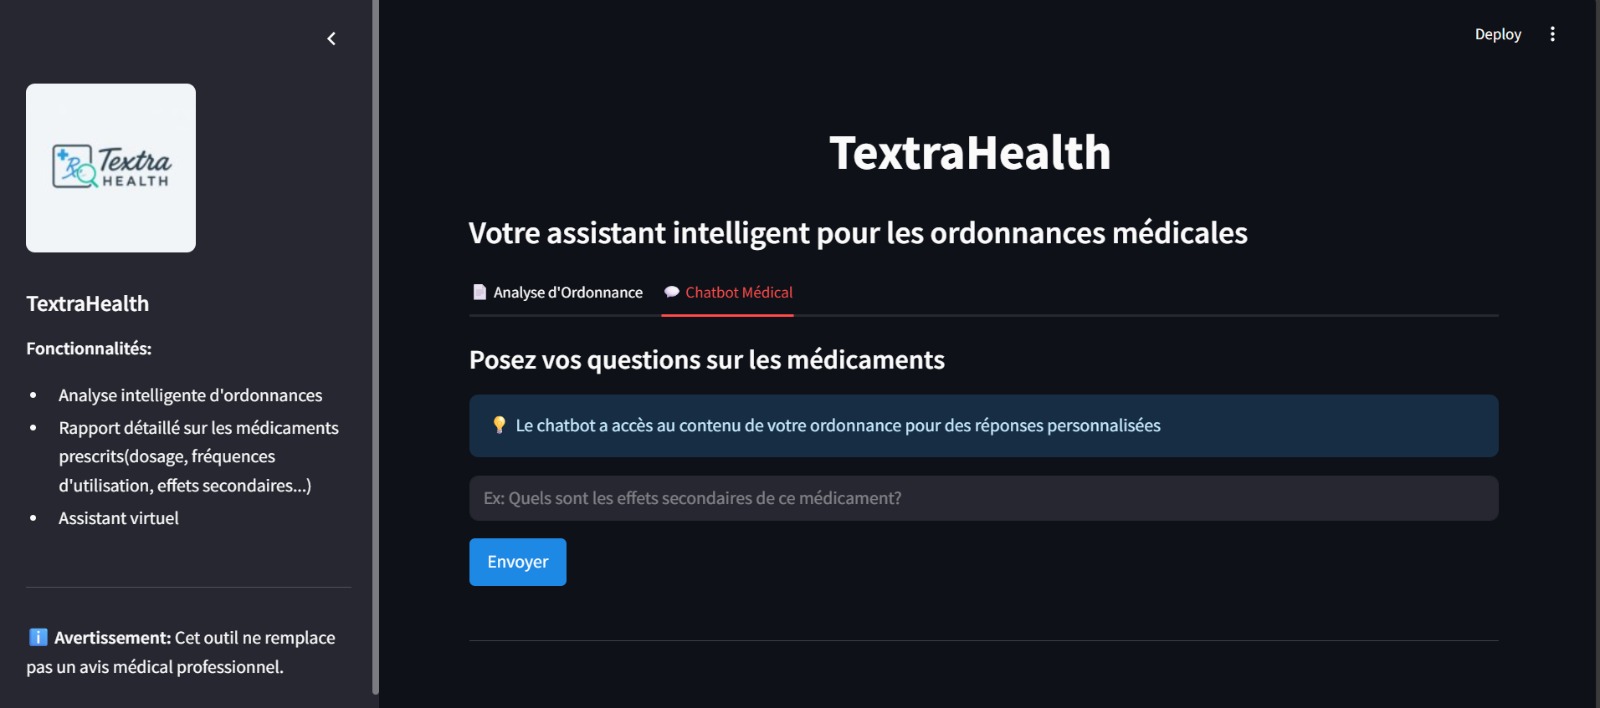 Deploy
Textra
HEALTH
TextraHealth
Fonctionnalités:
• Analyse intelligente d'ordonnances
• Rapport détaillé sur les médicaments
prescrits(dosage, fréquences
d'utilisation, effets secondaires...)
• Assistant virtuel
ℹ️ Avertissement: Cet outil ne remplace
pas un avis médical professionnel.
TextraHealth
Votre assistant intelligent pour les ordonnances médicales
📄 Analyse d'Ordonnance 💬 Chatbot Médical
Posez vos questions sur les médicaments
💡 Le chatbot a accès au contenu de votre ordonnance pour des réponses personnalisées
Ex: Quels sont les effets secondaires de ce médicament?
Envoyer